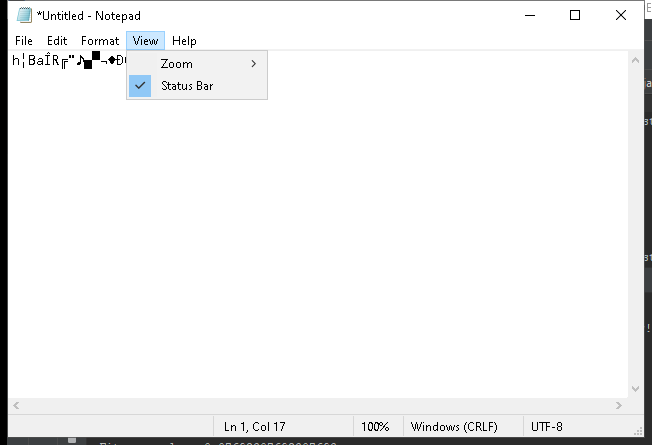 *Untitled - Notepad
File Edit Format View Help
h¦BaÎR╔"♪▄▀¬◆Đ
Zoom
Status Bar
Ln 1, Col 17
100%
Windows (CRLF)
UTF-8